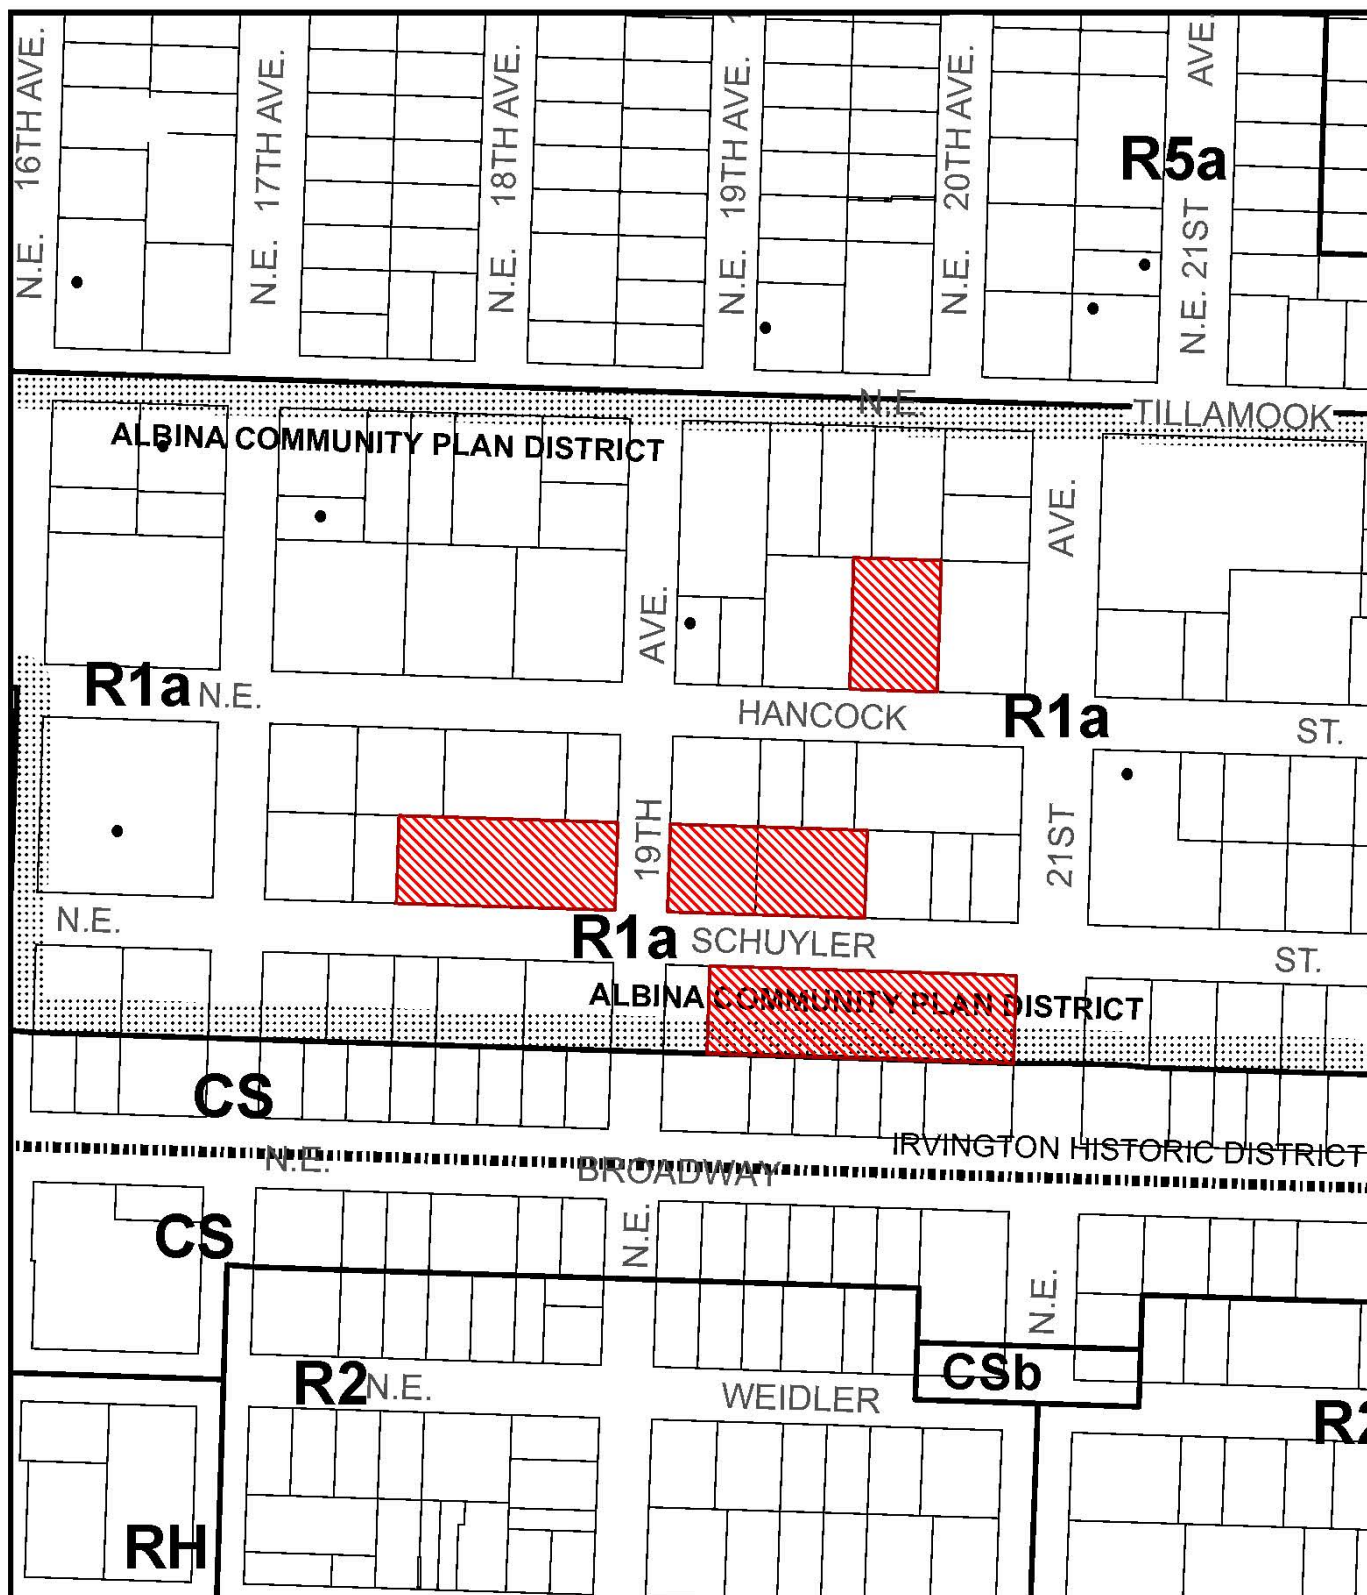 N.E. 16TH AVE.
N.E. 17TH AVE.
N.E. 18TH AVE.
N.E. 19TH AVE.
N.E. 20TH AVE.
N.E. 21ST AVE.
R5a
N.E. TILLAMOOK
ALBINA COMMUNITY PLAN DISTRICT
AVE.
AVE.
R1a
N.E.
HANCOCK
R1a
ST.
19TH
21ST
N.E.
R1a
SCHUYLER
ST.
ALBINA COMMUNITY PLAN DISTRICT
CS
IRVINGTON HISTORIC DISTRICT
N.E.
BROADWAY
CS
N.E.
N.E.
R2
N.E.
WEIDLER
CSb
RH